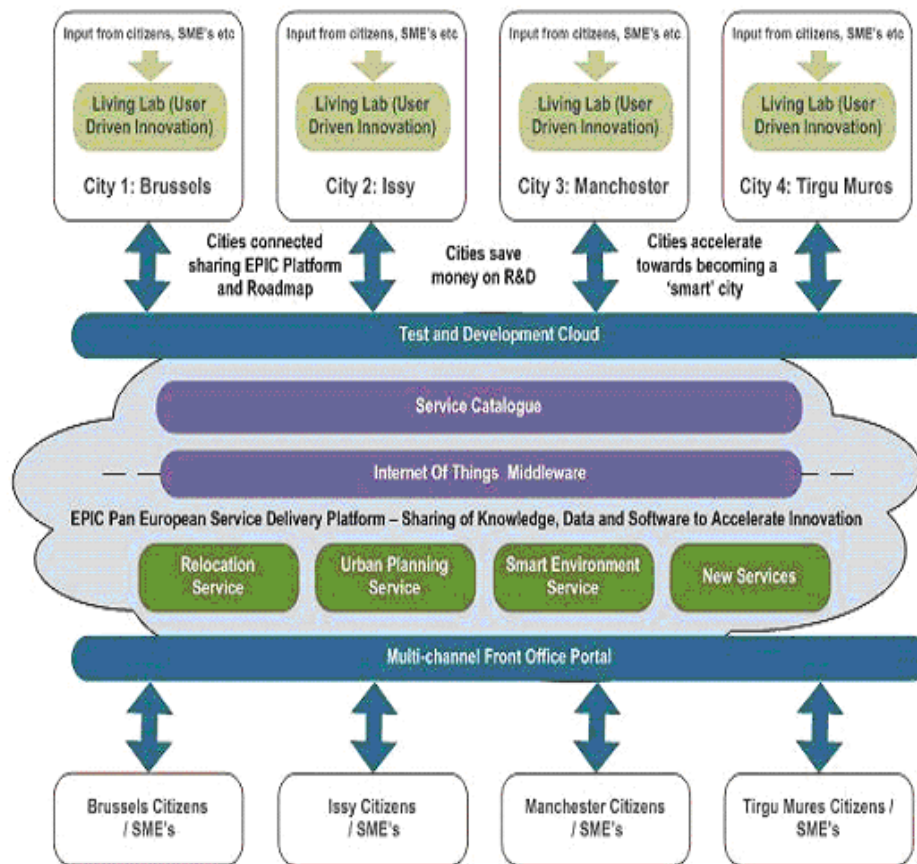 Input from citizens, SME's etc
Living Lab (User
Driven Innovation)
City 1: Brussels
Input from citizens, SME's etc
Living Lab (User
Driven Innovation)
City 2: Issy
Input from citizens, SME's etc
Living Lab (User
Driven Innovation)
City 3: Manchester
Input from citizens, SME's etc
Living Lab (User
Driven Innovation)
City 4: Tirgu Mures
Cities connected
sharing EPIC Platform
and Roadmap
Cities save
money on R&D
Cities accelerate
towards becoming a
'smart' city
Test and Development Cloud
Service Catalogue
Internet Of Things Middleware
EPIC Pan European Service Delivery Platform – Sharing of Knowledge, Data and Software to Accelerate Innovation
Relocation
Service
Urban Planning
Service
Smart Environment
Service
New Services
Multi-channel Front Office Portal
Brussels Citizens
/ SME's
Issy Citizens
/ SME's
Manchester Citizens
/ SME's
Tirgu Mures Citizens /
SME's